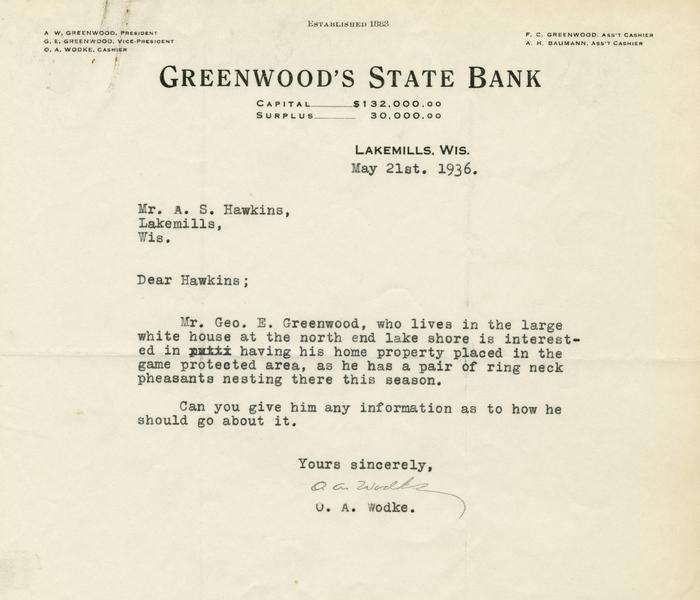 Established 1883
A. W. GREENWOOD, PRESIDENT
G. E. GREENWOOD, VICE-PRESIDENT
O. A. WODKE, CASHIER
F. C. GREENWOOD, ASS'T CASHIER
A. H. BAUMANN, ASS'T CASHIER
GREENWOOD'S STATE BANK
CAPITAL $132,000.00
SURPLUS 30,000.00
LAKEMILLS, WIS.
May 21st. 1936.
Mr. A. S. Hawkins,
Lakemills,
Wis.
Dear Hawkins;
Mr. Geo. E. Greenwood, who lives in the large
white house at the north end lake shore is interest-
ed in having his home property placed in the
game protected area, as he has a pair of ring neck
pheasants nesting there this season.
Can you give him any information as to how he
should go about it.
Yours sincerely,
O. A. Wodke
O. A. Wodke.